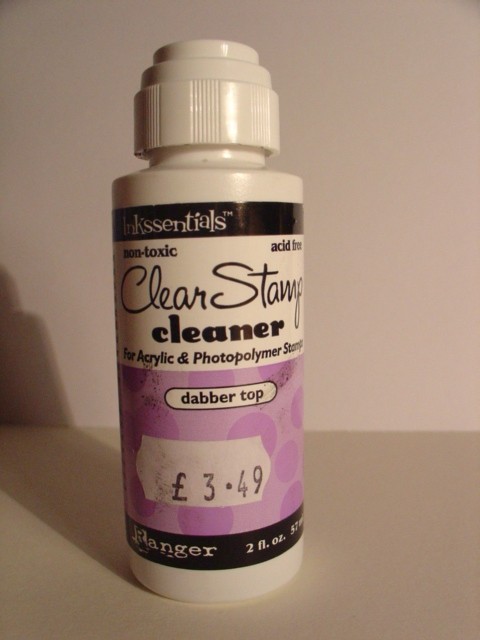 Inkssentials™
non-toxic acid free
Clear Stamp
cleaner
For Acrylic & Photopolymer Stamps
dabber top
£ 3.49
Ranger 2 fl. oz. 57